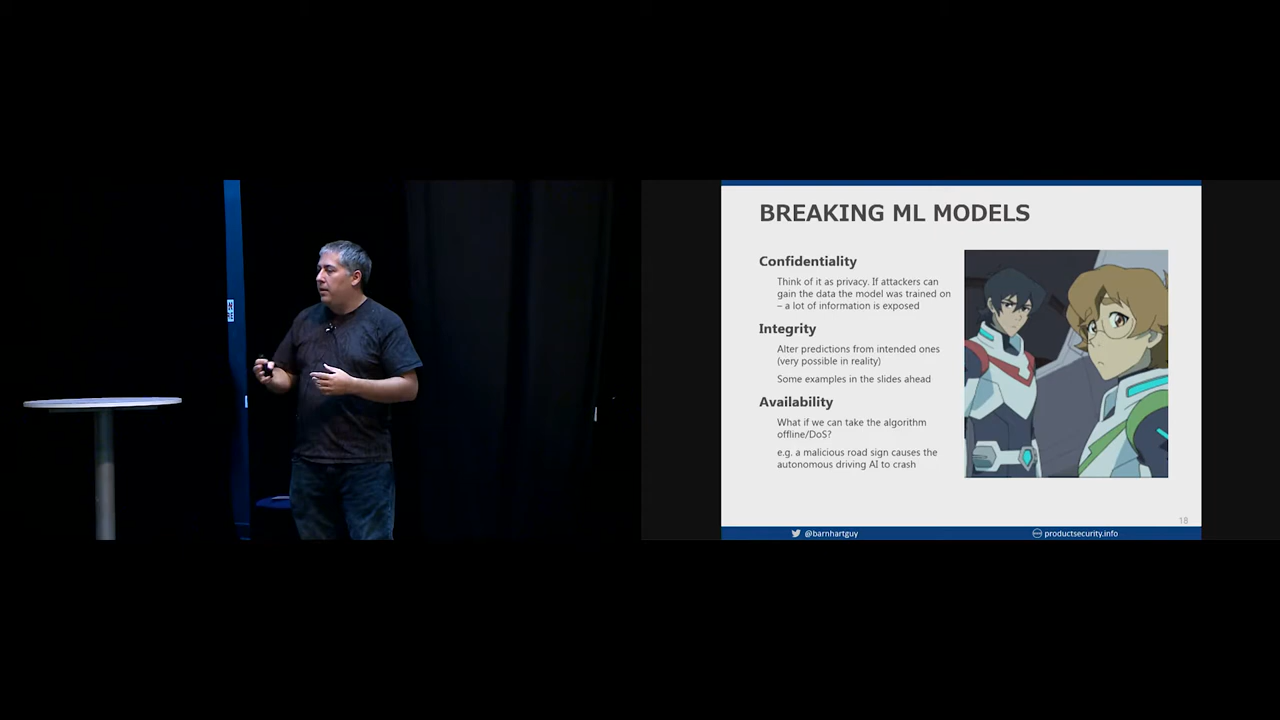 BREAKING ML MODELS
Confidentiality
Think of it as privacy. If attackers can
gain the data the model was trained on
– a lot of information is exposed
Integrity
Alter predictions from intended ones
(very possible in reality)
Some examples in the slides ahead
Availability
What if we can take the algorithm
offline/DoS?
e.g. a malicious road sign causes the
autonomous driving AI to crash
18
@barnhartguy
productsecurity.info